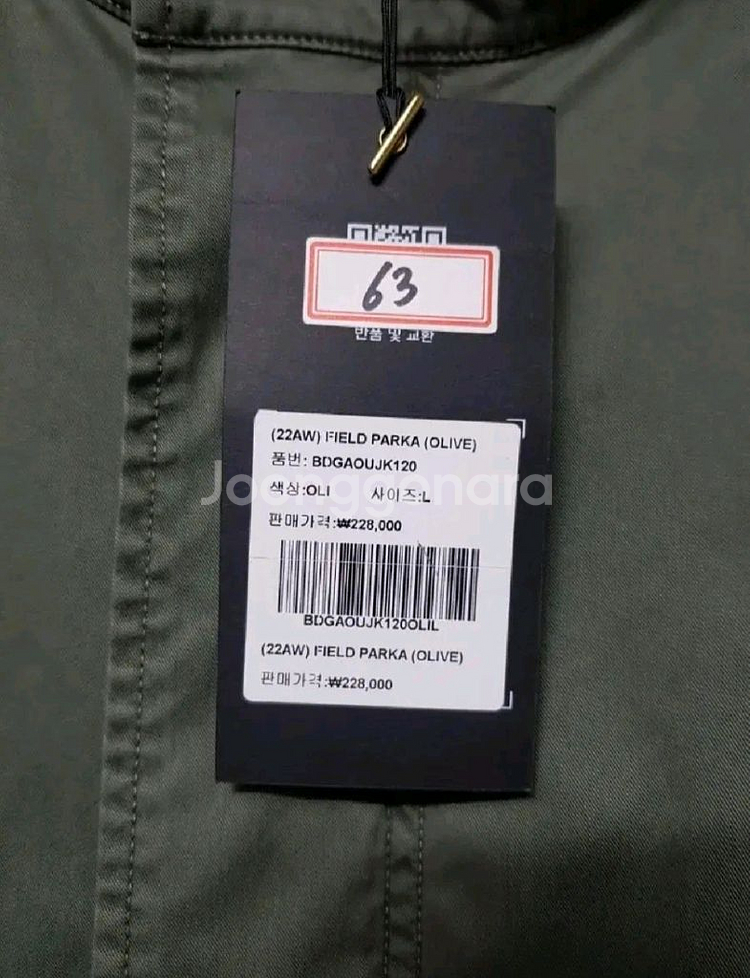 63
반품 및 교환
(22AW) FIELD PARKA (OLIVE)
품번: BDGAOUJK120
색상:OLI 사이즈:L
Joonggonara
판매가격:₩228,000
BDGAOUJK120OLIL
(22AW) FIELD PARKA (OLIVE)
판매가격:₩228,000